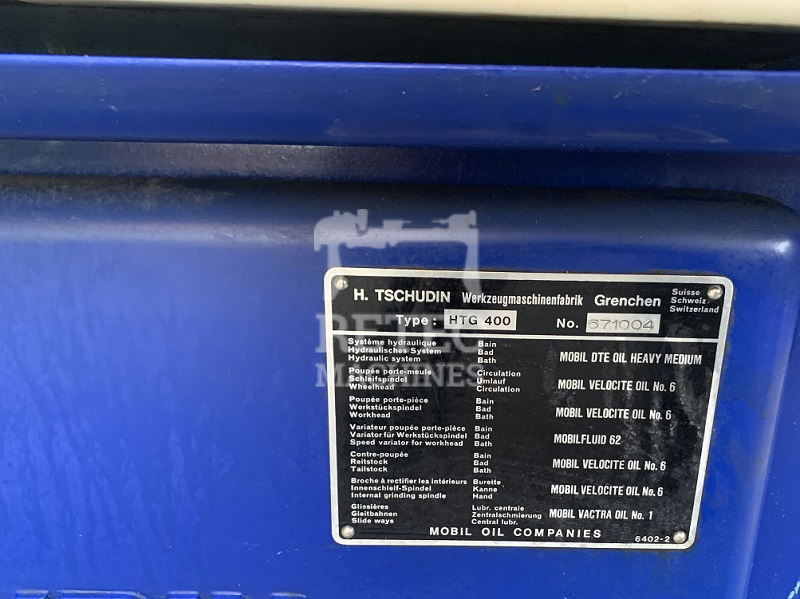 H. TSCHUDIN Werkzeugmaschinenfabrik Grenchen Suisse Schweiz Switzerland
Type: HTG 400 No. 671004
Système hydraulique Bain
Hydraulisches System Bad MOBIL DTE OIL HEAVY MEDIUM
Hydraulic system Bath
Poupée porte-meule Circulation
Schleifspindel Umlauf MOBIL VELOCITE OIL No. 6
Wheelhead Circulation
Poupée porte-pièce Bain
Werkstückspindel Bad MOBIL VELOCITE OIL No. 6
Workhead Bath
Variateur poupée porte-pièce Bain
Variator für Werkstückspindel Bad MOBILFLUID 62
Speed variator for workhead Bath
Contre-poupée Bain
Reitstock Bad MOBIL VELOCITE OIL No. 6
Tailstock Bath
Broche à rectifier les intérieurs Burette
Innenschleif-Spindel Kanne MOBIL VELOCITE OIL No. 6
Internal grinding spindle Hand
Glissières Lubr. centrale
Gleitbahnen Zentralschmierung MOBIL VACTRA OIL No. 1
Slide ways Central lubr.
MOBIL OIL COMPANIES 6402-2
RETEC
MACHINES